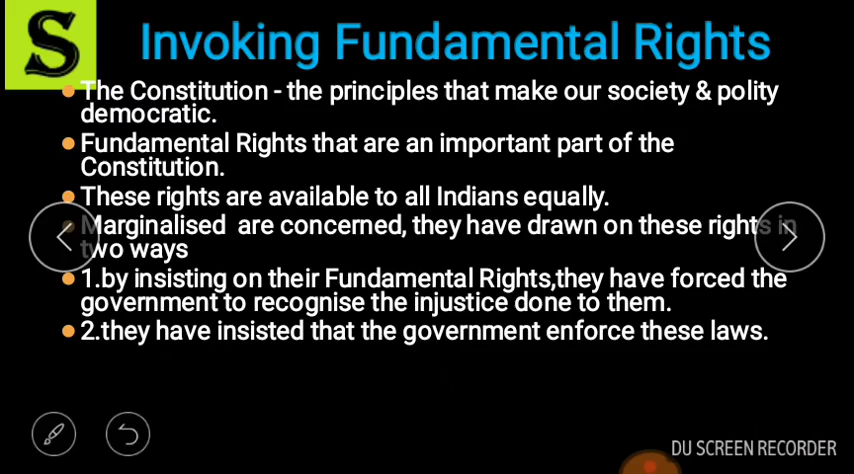 S
Invoking Fundamental Rights
The Constitution - the principles that make our society & polity
democratic.
Fundamental Rights that are an important part of the
Constitution.
These rights are available to all Indians equally.
Marginalised are concerned, they have drawn on these rights in
two ways
1.by insisting on their Fundamental Rights,they have forced the
government to recognise the injustice done to them.
2.they have insisted that the government enforce these laws.
DU SCREEN RECORDER